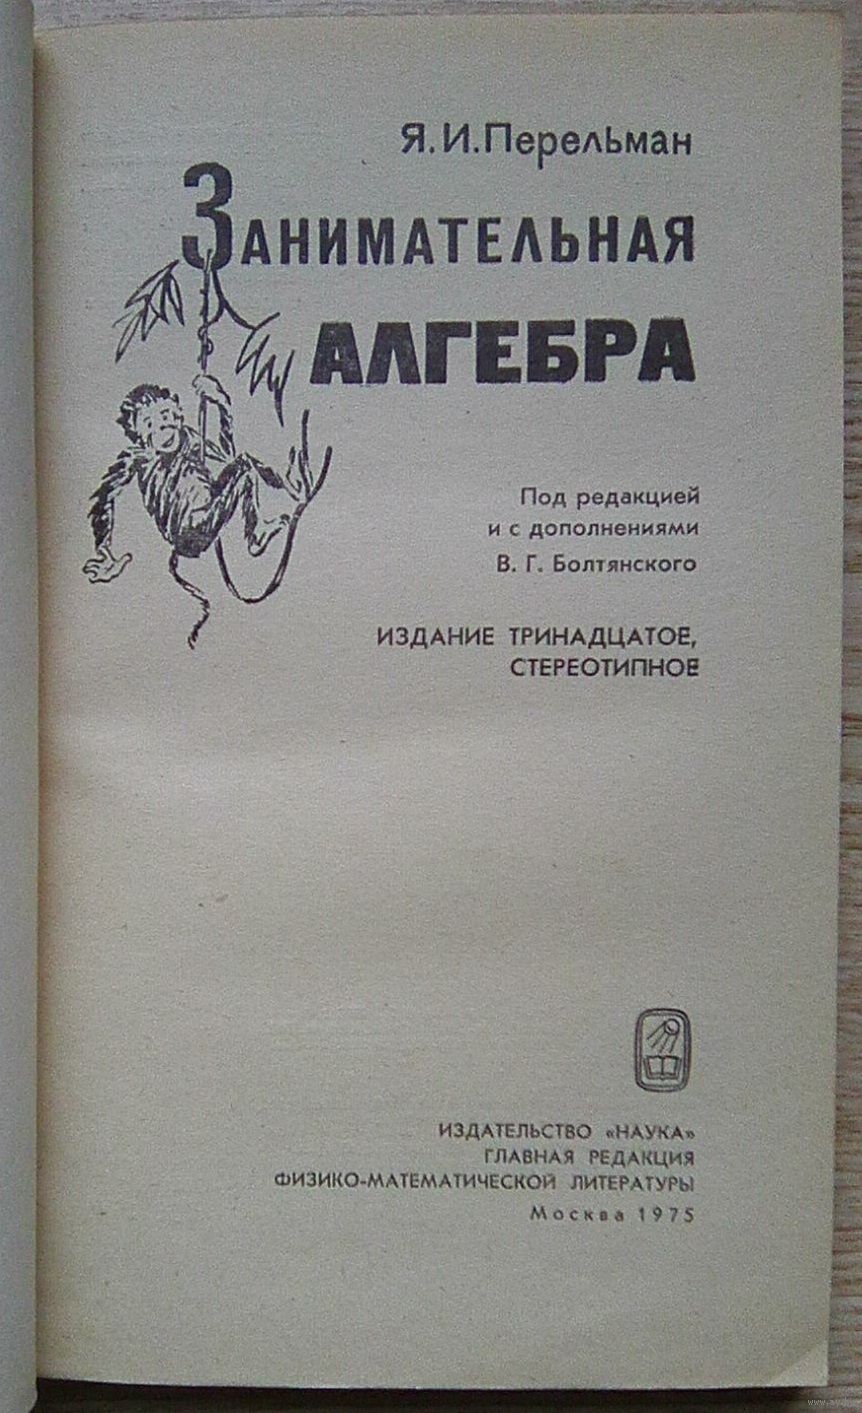 Я. И. Перельман
ЗАНИМАТЕЛЬНАЯ
АЛГЕБРА
Под редакцией
и с дополнениями
В. Г. Болтянского
ИЗДАНИЕ ТРИНАДЦАТОЕ,
СТЕРЕОТИПНОЕ
ИЗДАТЕЛЬСТВО «НАУКА»
ГЛАВНАЯ РЕДАКЦИЯ
ФИЗИКО-МАТЕМАТИЧЕСКОЙ ЛИТЕРАТУРЫ
Москва 1975